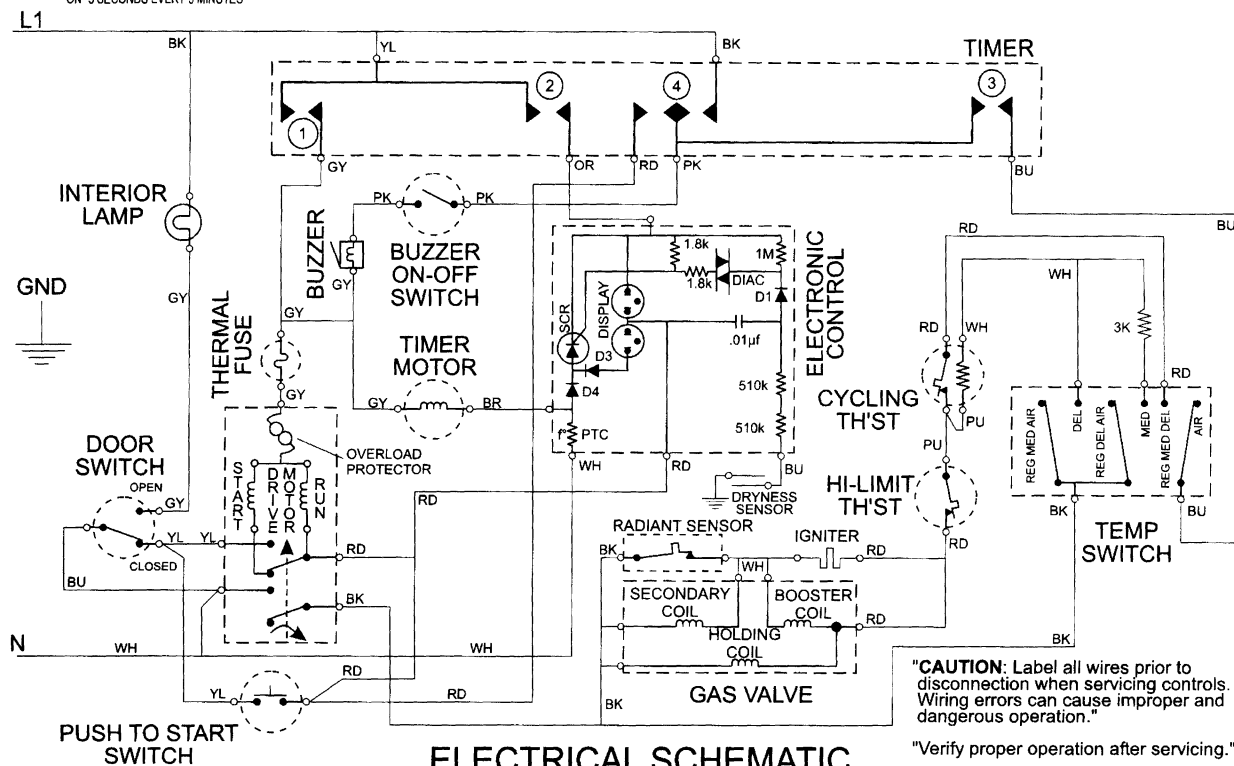 ON 5 SECONDS EVERY 5 MINUTES
L1
BK
YL
BK
TIMER
2
4
3
1
GY
OR
RD
PK
BU
INTERIOR
LAMP
PK
PK
BUZZER
BUZZER
ON-OFF
SWITCH
GY
BU
RD
1.8k
1M
1.8k
DIAC
D1
ELECTRONIC
CONTROL
WH
GND
GY
GY
THERMAL
FUSE
SCR
DISPLAY
.01µf
RD
WH
3K
TIMER
MOTOR
D3
D4
510k
510k
CYCLING
TH'ST
RD
GY
GY
BR
t°
PTC
PU
PU
REG MED AIR
DEL
REG DEL AIR
MED
REG MED DEL
AIR
DOOR
SWITCH
OVERLOAD
PROTECTOR
WH
RD
BU
HI-LIMIT
TH'ST
OPEN
GY
START
DRIVE
MOTOR
RUN
RD
DRYNESS
SENSOR
BK
BU
TEMP
SWITCH
RADIANT SENSOR
IGNITER
RD
YL
YL
CLOSED
RD
BK
WH
RD
BU
BK
SECONDARY
COIL
BOOSTER
COIL
RD
HOLDING
COIL
N
WH
WH
BK
GAS VALVE
YL
RD
RD
BK
PUSH TO START
SWITCH
"CAUTION: Label all wires prior to
disconnection when servicing controls.
Wiring errors can cause improper and
dangerous operation."
"Verify proper operation after servicing."
ELECTRICAL SCHEMATIC